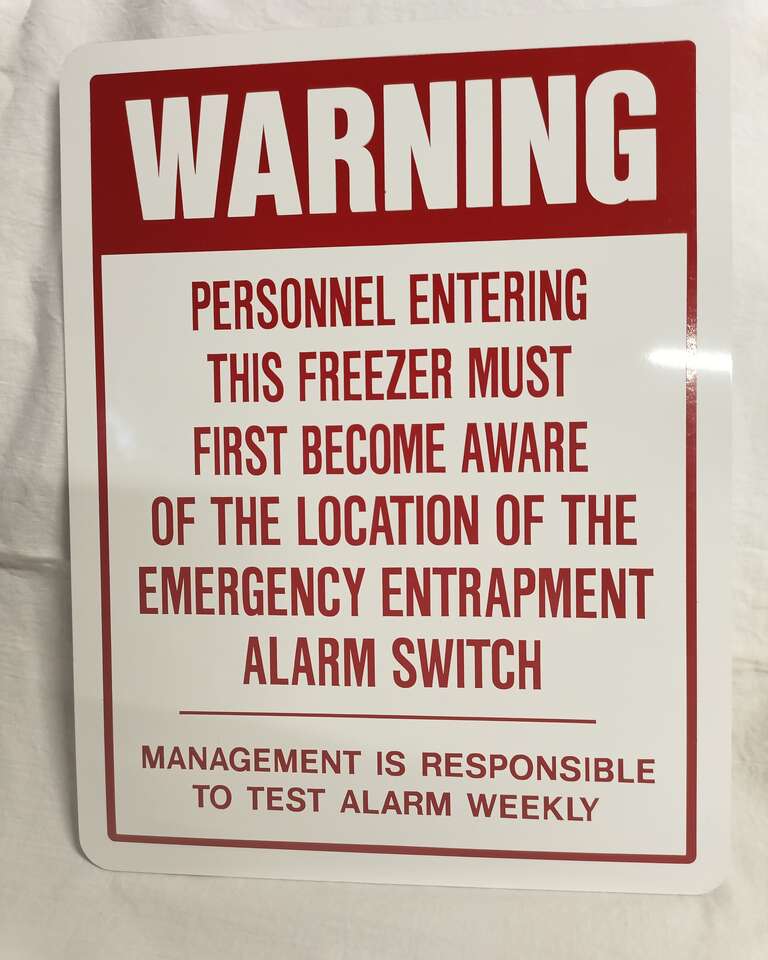 WARNING
PERSONNEL ENTERING
THIS FREEZER MUST
FIRST BECOME AWARE
OF THE LOCATION OF THE
EMERGENCY ENTRAPMENT
ALARM SWITCH
MANAGEMENT IS RESPONSIBLE
TO TEST ALARM WEEKLY